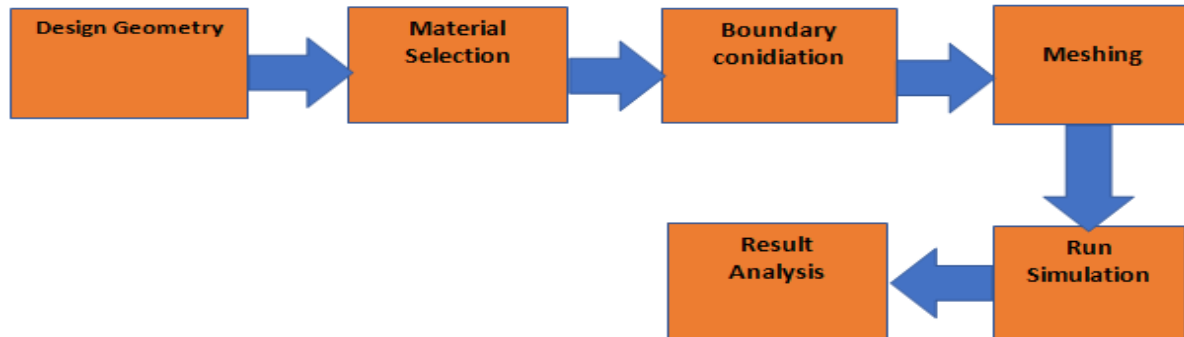 Design Geometry
Material
Selection
Boundary
conidiation
Meshing
Run
Simulation
Result
Analysis